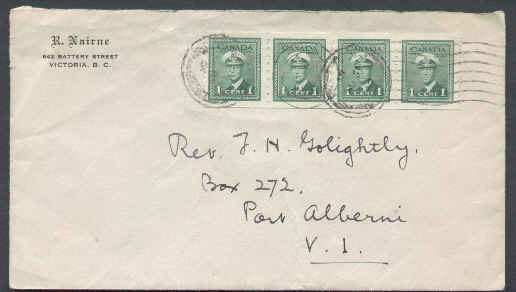 R. Nairne
642 BATTERY STREET
VICTORIA, B. C.
CANADA CANADA CANADA CANADA
1 CENT 1 1 CENT 1 1 CENT 1 1 CENT 1
Rev. F. H. Golightly.
Box 272.
Port Alberni
V. I.